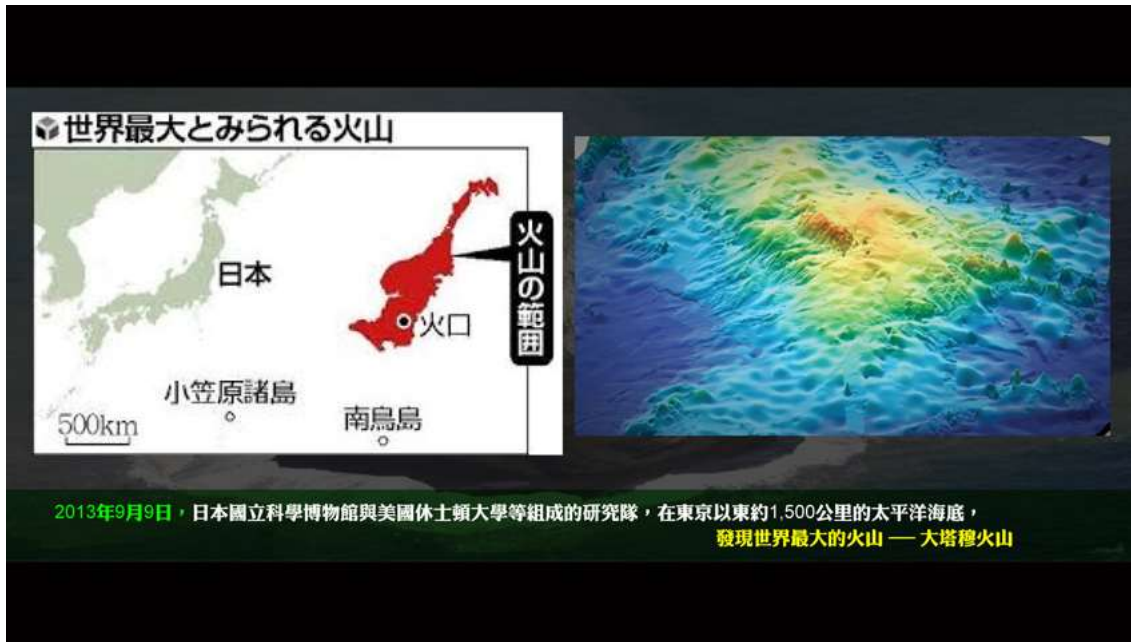 世界最大とみられる火山
日本
火山の範囲
火口
小笠原諸島
500km
南鳥島
2013年9月9日，日本國立科學博物館與美國休士頓大學等組成的研究隊，在東京以東約1,500公里的太平洋海底，
發現世界最大的火山 ── 大塔穆火山